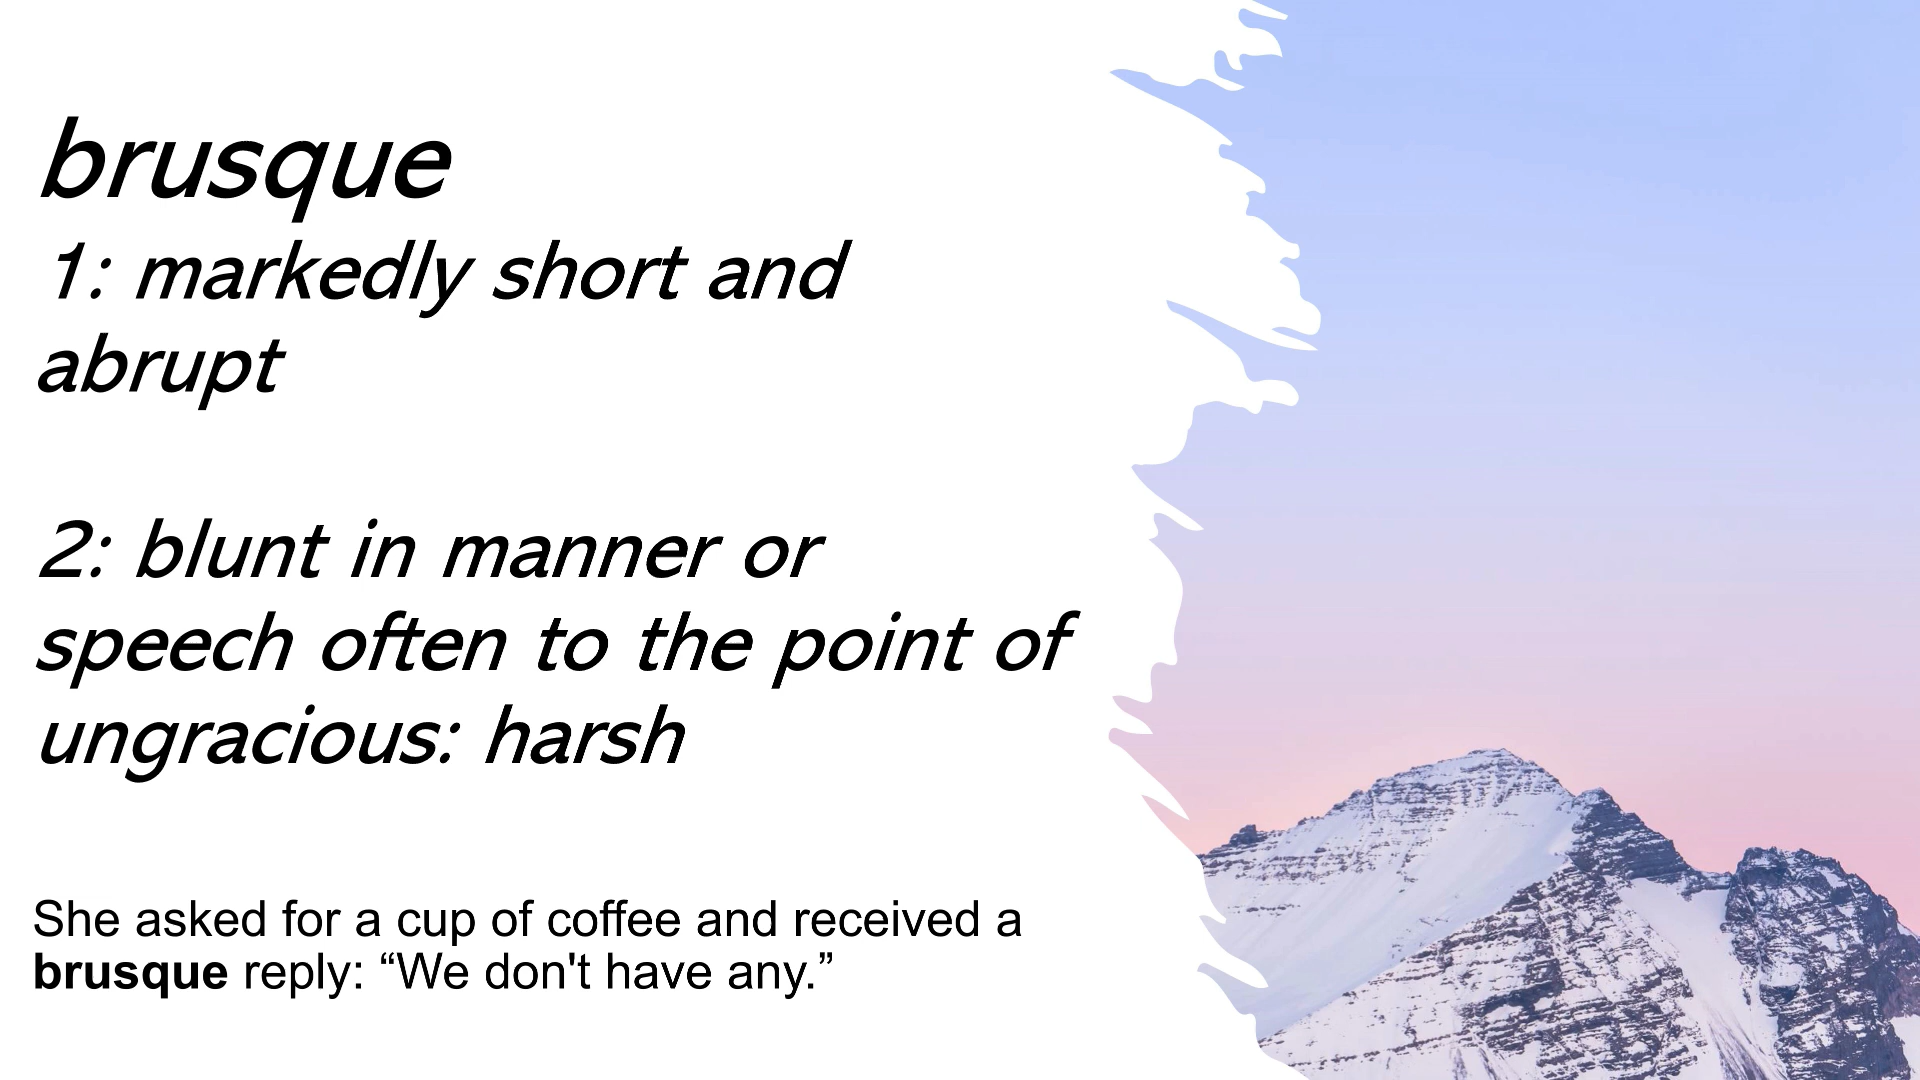 brusque
1: markedly short and
abrupt
2: blunt in manner or
speech often to the point of
ungracious: harsh
She asked for a cup of coffee and received a
brusque reply: “We don't have any.”